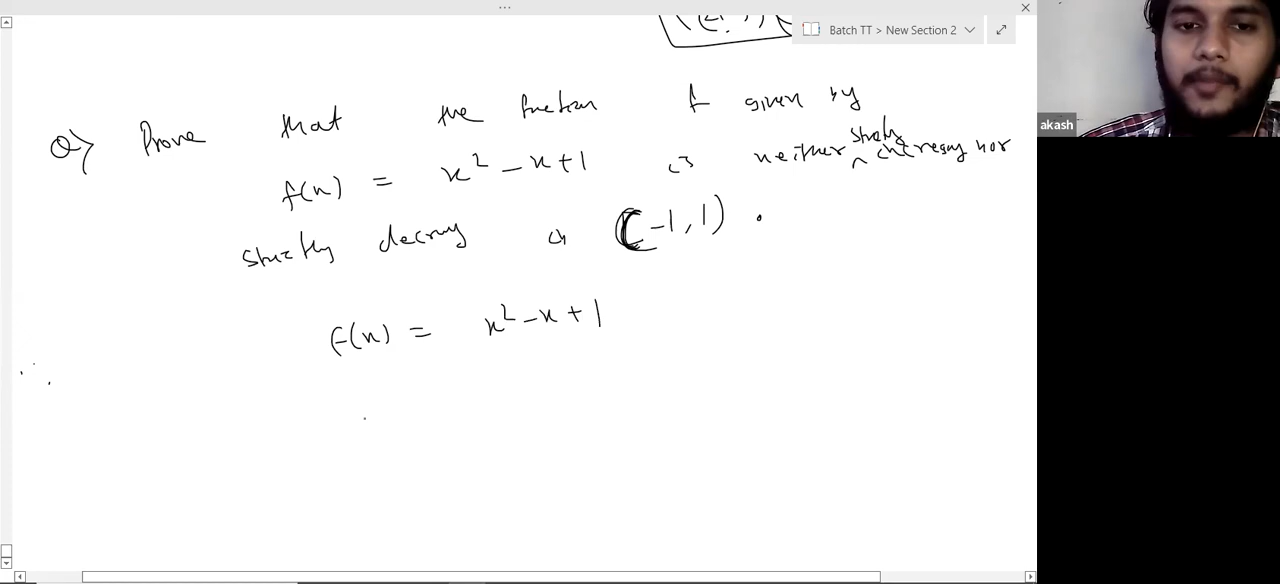 Batch TT > New Section 2
akash
Q> Prove that the function f given by
f(x) = x² - x + 1 is neither strictly increasing nor
strictly decreasing on (-1, 1) .
f(x) = x² - x + 1
∴